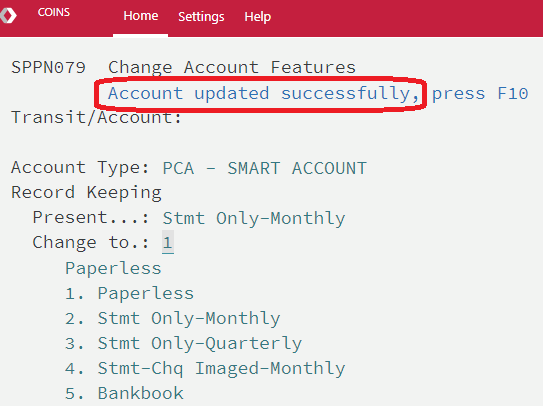 COINS Home Settings Help
SPPN079 Change Account Features
Account updated successfully, press F10
Transit/Account:
Account Type: PCA - SMART ACCOUNT
Record Keeping
Present...: Stmt Only-Monthly
Change to.: 1
Paperless
1. Paperless
2. Stmt Only-Monthly
3. Stmt Only-Quarterly
4. Stmt-Chq Imaged-Monthly
5. Bankbook